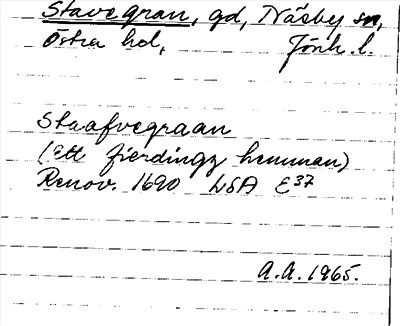 Stavegran, gd, Näsby sn,
Östra hd, Jönk. l.
Staafvegraan
(Ett fierdingz hemman)
Renov. 1690 LSA E37
A.A. 1965.